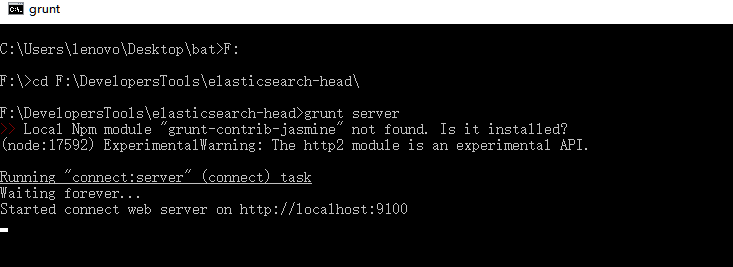 grunt
C:\Users\lenovo\Desktop\bat>F:
F:\>cd F:\DevelopersTools\elasticsearch-head\
F:\DevelopersTools\elasticsearch-head>grunt server
>> Local Npm module "grunt-contrib-jasmine" not found. Is it installed?
(node:17592) ExperimentalWarning: The http2 module is an experimental API.
Running "connect:server" (connect) task
Waiting forever...
Started connect web server on http://localhost:9100